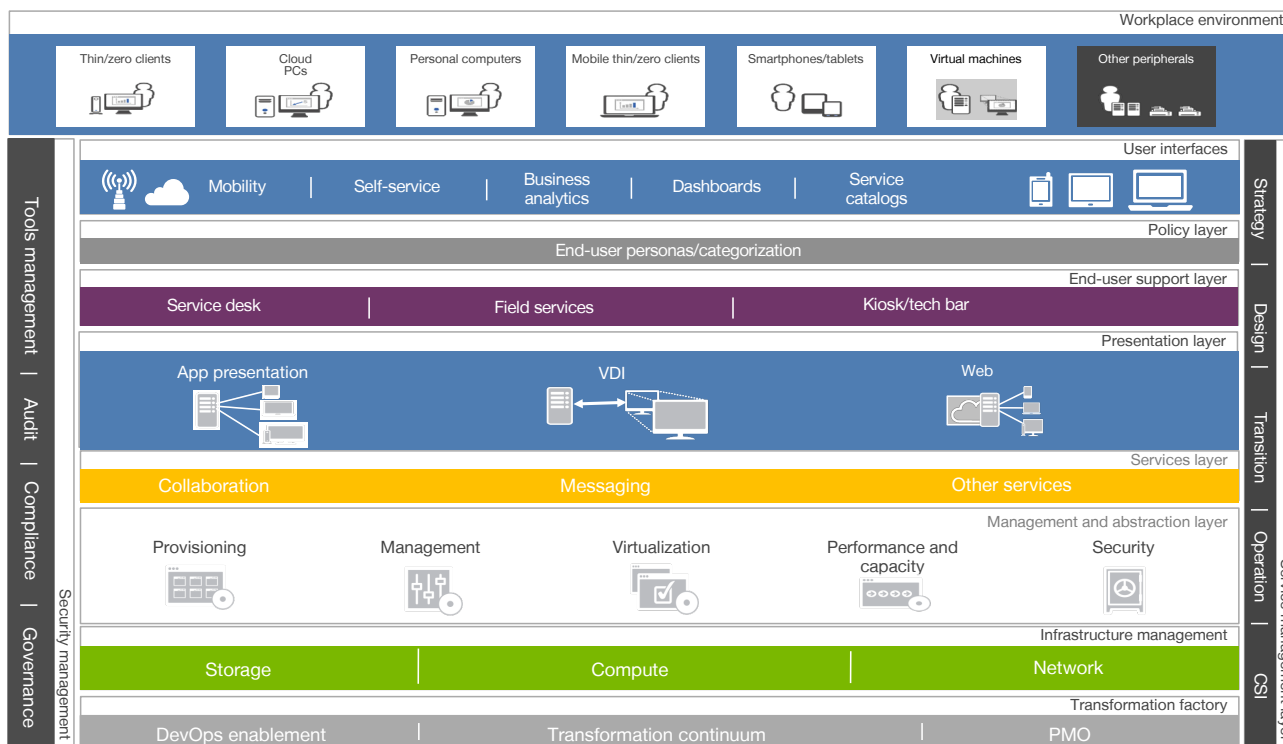 Workplace environment
Thin/zero clients
Cloud
PCs
Personal computers
Mobile thin/zero clients
Smartphones/tablets
Virtual machines
Other peripherals
User interfaces
Mobility | Self-service | Business analytics | Dashboards | Service catalogs
Policy layer
End-user personas/categorization
End-user support layer
Service desk | Field services | Kiosk/tech bar
Presentation layer
App presentation
VDI
Web
Services layer
Collaboration
Messaging
Other services
Management and abstraction layer
Provisioning
Management
Virtualization
Performance and
capacity
Security
Infrastructure management
Storage | Compute | Network
Transformation factory
DevOps enablement | Transformation continuum | PMO
Tools management | Audit | Compliance | Governance
Security management
Strategy | Design | Transition | Operation | CSI
Service management layer